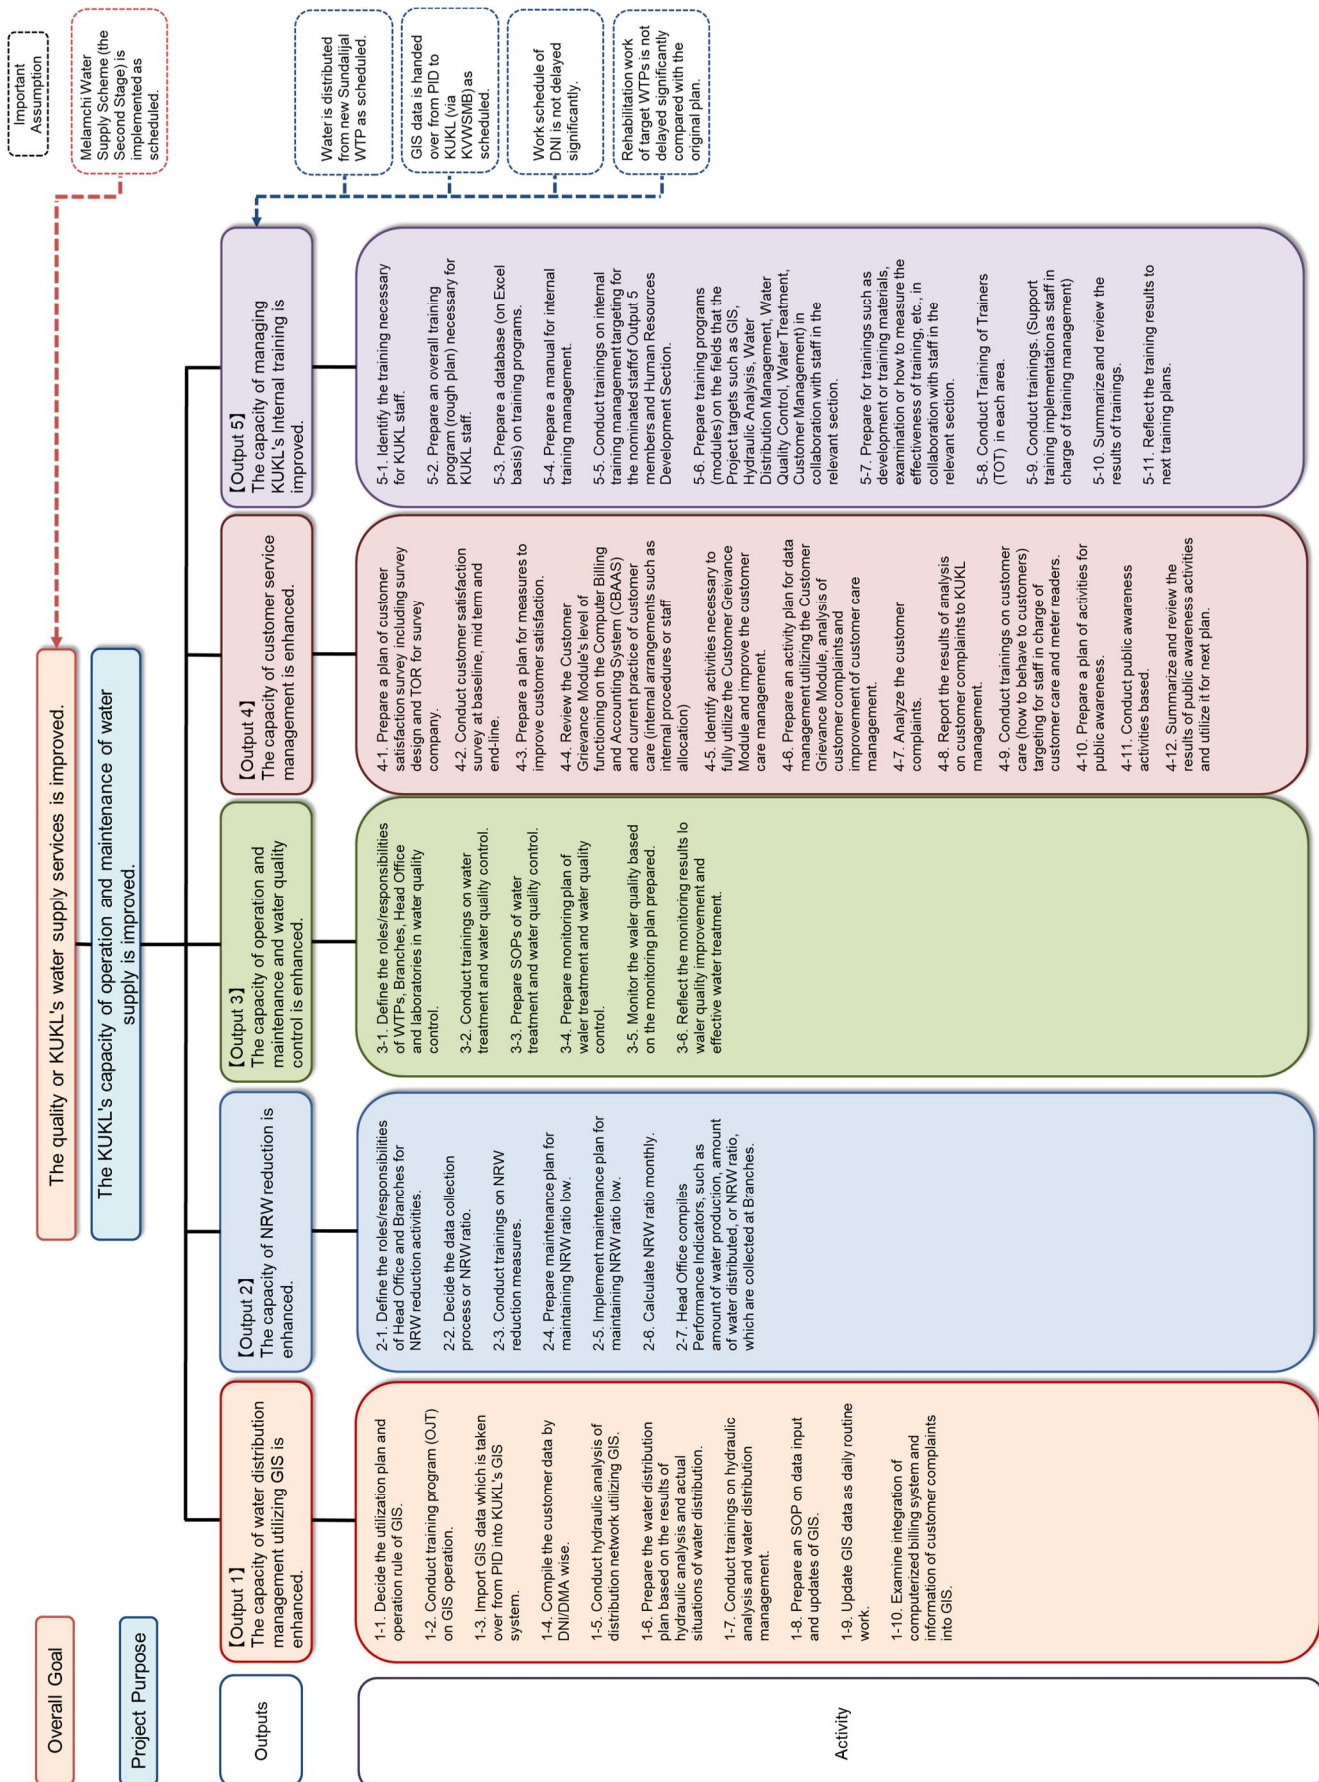 Overall Goal
The quality or KUKL's water supply services is improved.
Important
Assumption
Melamchi Water
Supply Scheme (the
Second Stage) is
implemented as
scheduled.
Project Purpose
The KUKL's capacity of operation and maintenance of water
supply is improved.
Outputs
【Output 1】
The capacity of water distribution
management utilizing GIS is
enhanced.
【Output 2】
The capacity of NRW reduction is
enhanced.
【Output 3】
The capacity of operation and
maintenance and water quality
control is enhanced.
【Output 4】
The capacity of customer service
management is enhanced.
【Output 5】
The capacity of managing
KUKL's Internal training is
improved.
Water is distributed
from new Sundalijal
WTP as scheduled.
GIS data is handed
over from PID to
KUKL (via
KVWSMB) as
scheduled.
Work schedule of
DNI is not delayed
significantly.
Rehabilitation work
of target WTPs is not
delayed significantly
compared with the
original plan.
Activity
1-1. Decide the utilization plan and
operation rule of GIS.
1-2. Conduct training program (OJT)
on GIS operation.
1-3. Import GIS data which is taken
over from PID into KUKL's GIS
system.
1-4. Compile the customer data by
DNI/DMA wise.
1-5. Conduct hydraulic analysis of
distribution network utilizing GIS.
1-6. Prepare the water distribution
plan based on the results of
hydraulic analysis and actual
situations of water distribution.
1-7. Conduct trainings on hydraulic
analysis and water distribution
management.
1-8. Prepare an SOP on data input
and updates of GIS.
1-9. Update GIS data as daily routine
work.
1-10. Examine integration of
computerized billing system and
information of customer complaints
into GIS.
2-1. Define the roles/responsibilities
of Head Office and Branches for
NRW reduction activities.
2-2. Decide the data collection
process or NRW ratio.
2-3. Conduct trainings on NRW
reduction measures.
2-4. Prepare maintenance plan for
maintaining NRW ratio low.
2-5. Implement maintenance plan for
maintaining NRW ratio low.
2-6. Calculate NRW ratio monthly.
2-7. Head Office compiles
Performance Indicators, such as
amount of water production, amount
of water distributed, or NRW ratio,
which are collected at Branches.
3-1. Define the roles/responsibilities
of WTPs, Branches, Head Office
and laboratories in water quality
control.
3-2. Conduct trainings on water
treatment and water quality control.
3-3. Prepare SOPs of water
treatment and water quality control.
3-4. Prepare monitoring plan of
waler treatment and water quality
control.
3-5. Monitor the waler quality based
on the monitoring plan prepared.
3-6. Reflect the monitoring results lo
waler quality improvement and
effective water treatment.
4-1. Prepare a plan of customer
satisfaction survey including survey
design and TOR for survey
company.
4-2. Conduct customer satisfaction
survey at baseline, mid term and
end-line.
4-3. Prepare a plan for measures to
improve customer satisfaction.
4-4. Review the Customer
Grievance Module's level of
functioning on the Computer Billing
and Accounting System (CBAAS)
and current practice of customer
care (internal arrangements such as
internal procedures or staff
allocation)
4-5. Identify activities necessary to
fully utilize the Customer Greivance
Module and improve the customer
care management.
4-6. Prepare an activity plan for data
management utilizing the Customer
Grievance Module, analysis of
customer complaints and
improvement of customer care
management.
4-7. Analyze the customer
complaints.
4-8. Report the results of analysis
on customer complaints to KUKL
management.
4-9. Conduct trainings on customer
care (how to behave to customers)
targeting for staff in charge of
customer care and meter readers.
4-10. Prepare a plan of activities for
public awareness.
4-11. Conduct public awareness
activities based.
4-12. Summarize and review the
results of public awareness activities
and utilize it for next plan.
5-1. Identify the training necessary
for KUKL staff.
5-2. Prepare an overall training
program (rough plan) necessary for
KUKL staff.
5-3. Prepare a database (on Excel
basis) on training programs.
5-4. Prepare a manual for internal
training management.
5-5. Conduct trainings on internal
training management targeting for
the nominated staffof Output 5
members and Human Resources
Development Section.
5-6. Prepare training programs
(modules) on the fields that the
Project targets such as GIS,
Hydraulic Analysis, Water
Distribution Management, Water
Quality Control, Water Treatment,
Customer Management) in
collaboration with staff in the
relevant section.
5-7. Prepare for trainings such as
development or training materials,
examination or how to measure the
effectiveness of training, etc., in
collaboration with staff in the
relevant section.
5-8. Conduct Training of Trainers
(TOT) in each area.
5-9. Conduct trainings. (Support
training implementation as staff in
charge of training management)
5-10. Summarize and review the
results of trainings.
5-11. Reflect the training results to
next training plans.